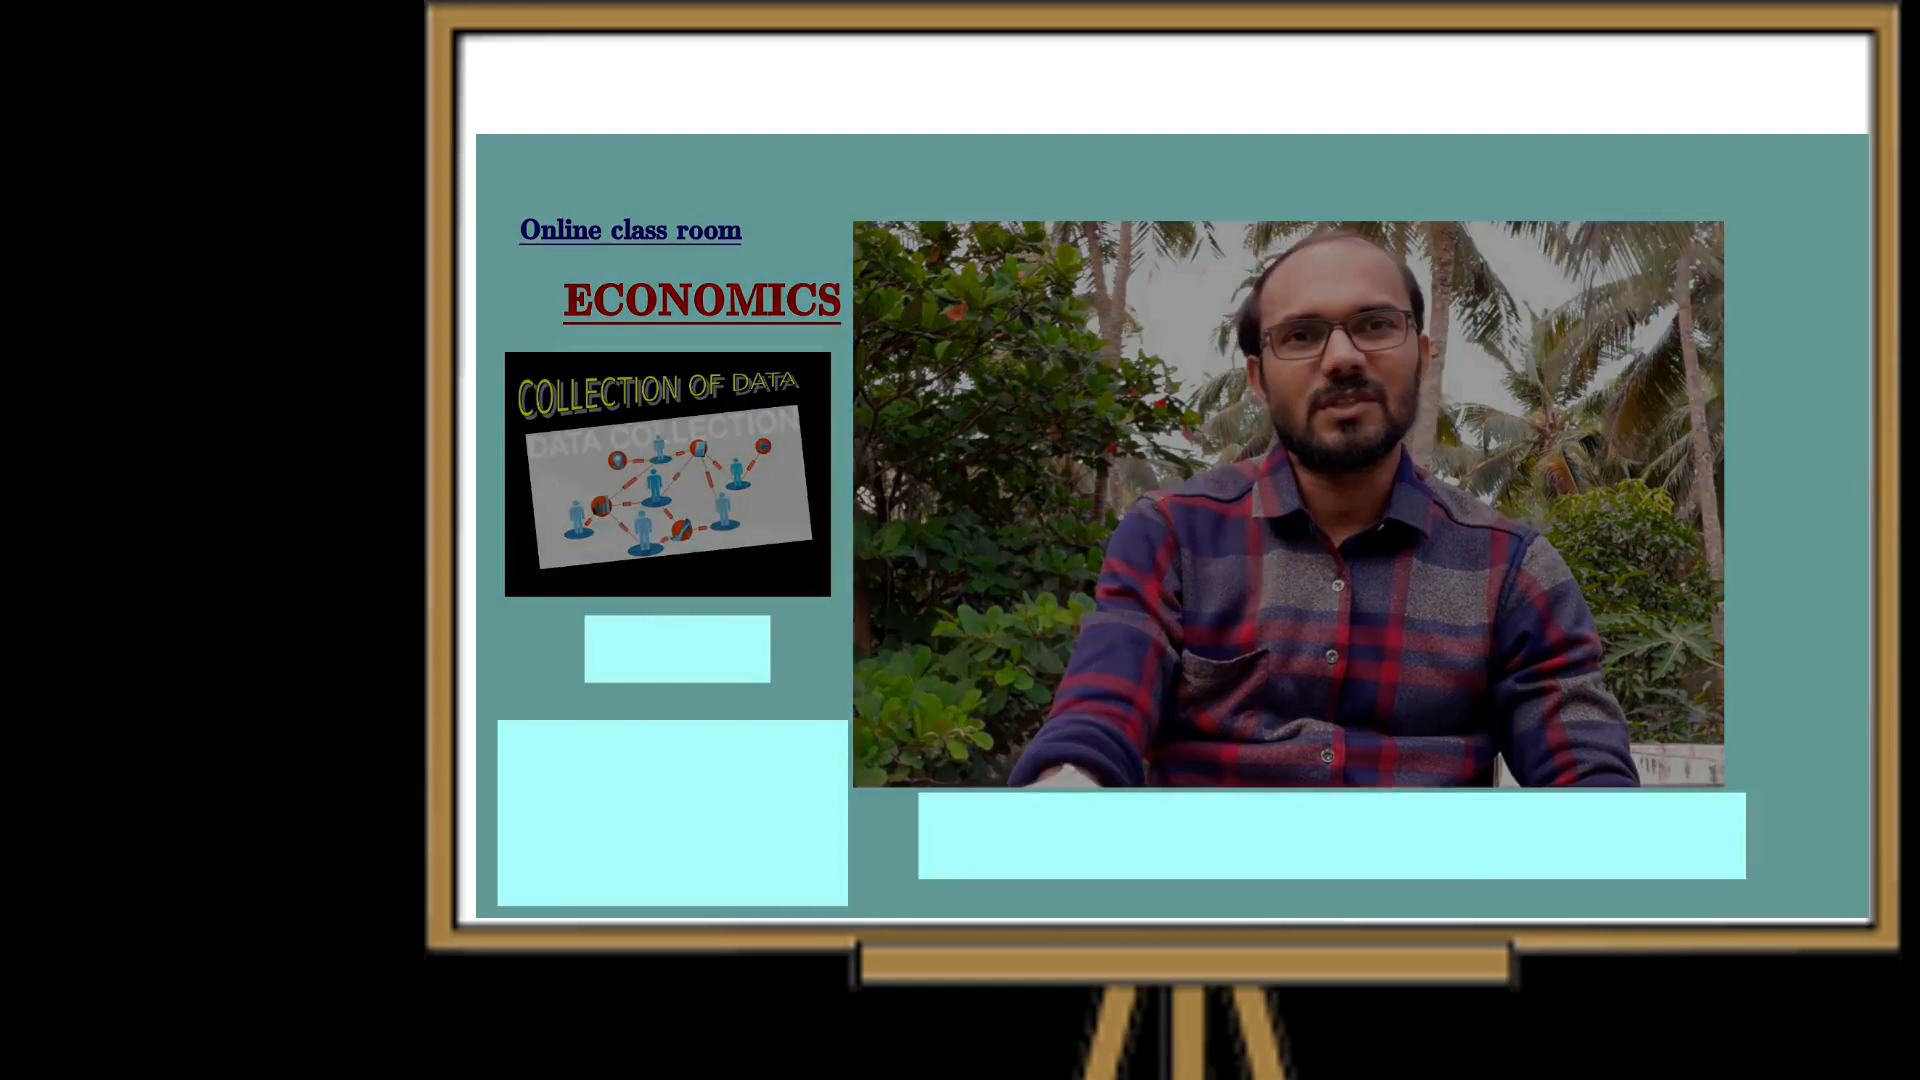 Online class room
ECONOMICS
COLLECTION OF DATA
DATA COLLECTION